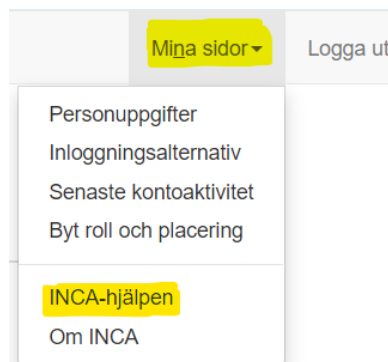 Mina sidor Logga ut
Personuppgifter
Inloggningsalternativ
Senaste kontoaktivitet
Byt roll och placering
INCA-hjälpen
Om INCA